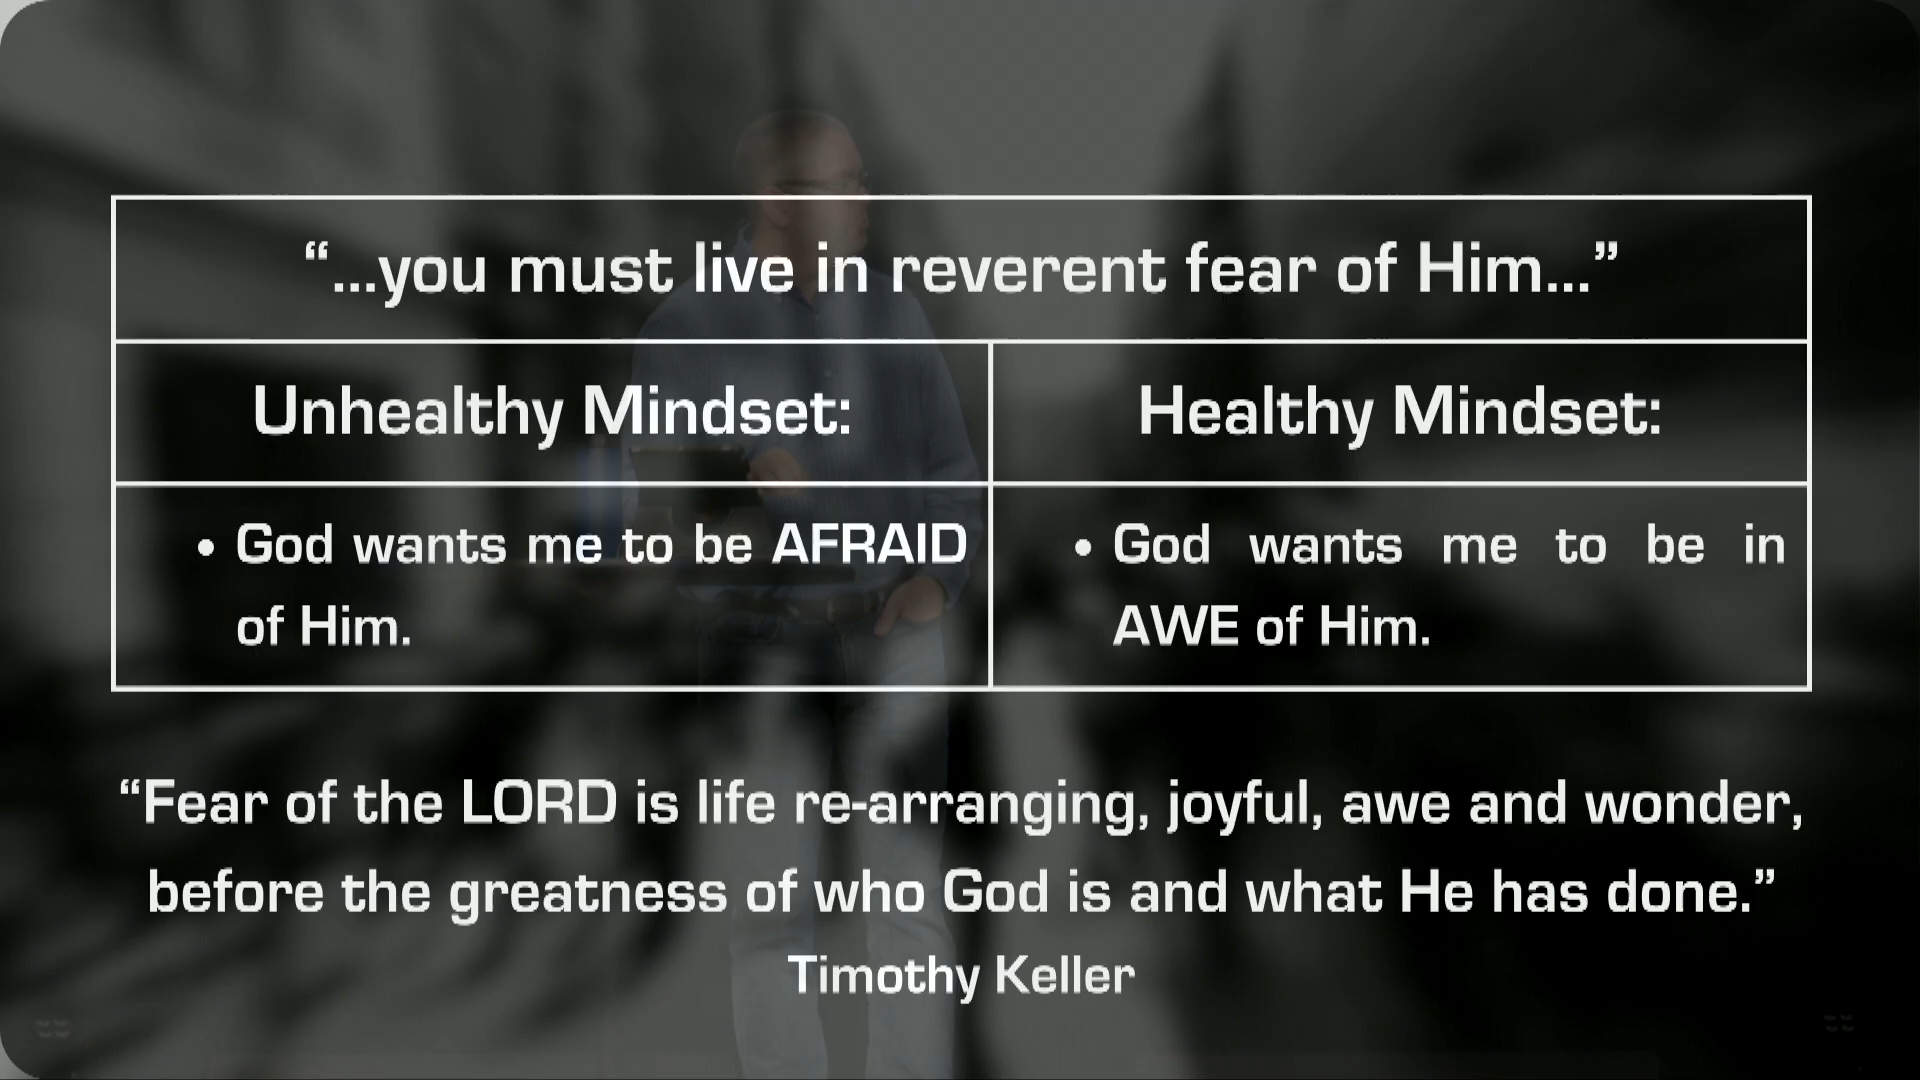 “...you must live in reverent fear of Him...”
Unhealthy Mindset:
Healthy Mindset:
• God wants me to be AFRAID
of Him.
• God wants me to be in
AWE of Him.
“Fear of the LORD is life re-arranging, joyful, awe and wonder,
before the greatness of who God is and what He has done.”
Timothy Keller